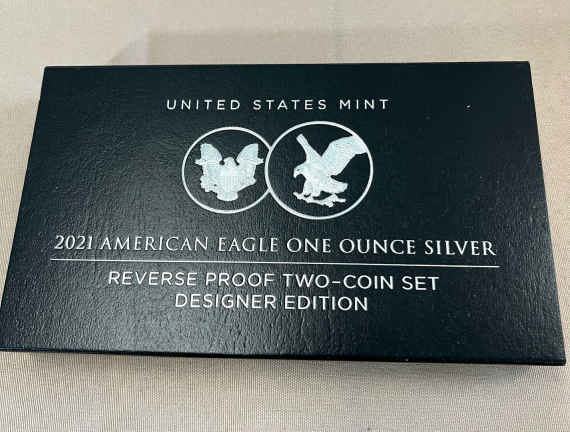 UNITED STATES MINT
2021 AMERICAN EAGLE ONE OUNCE SILVER
REVERSE PROOF TWO-COIN SET
DESIGNER EDITION